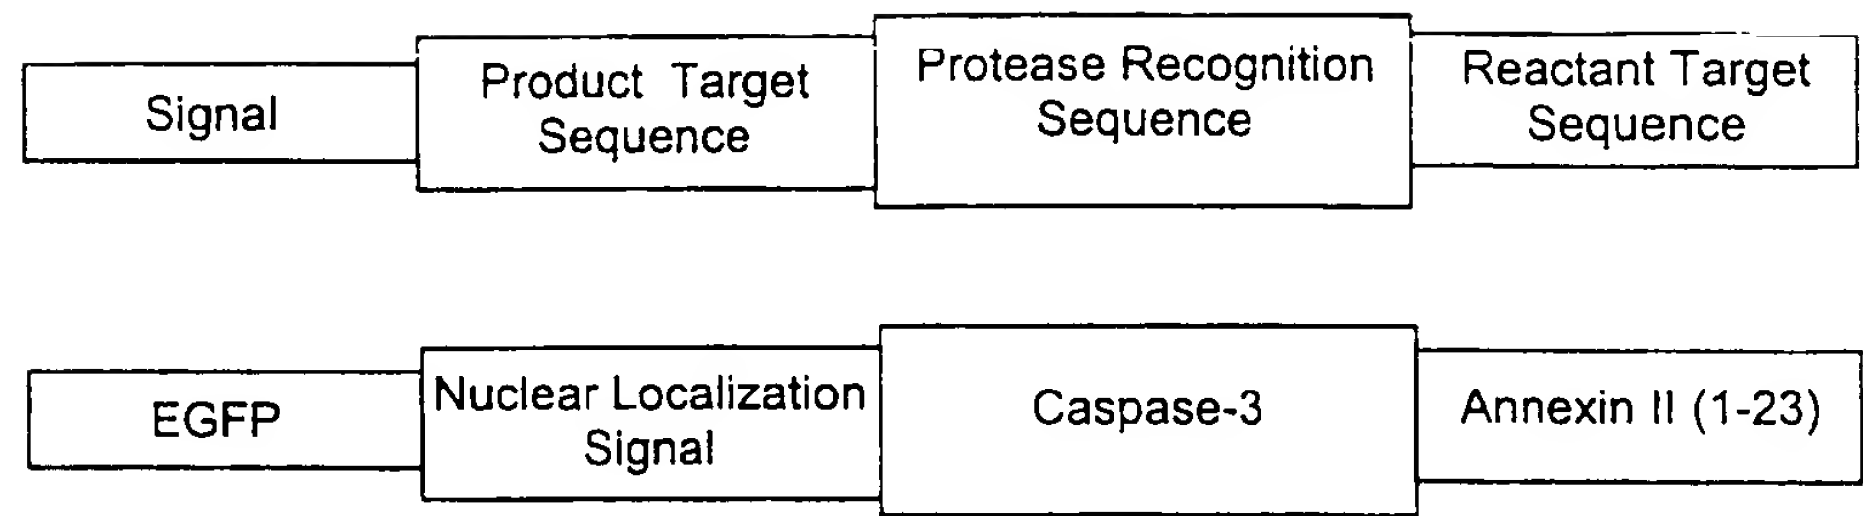 Signal
Product Target
Sequence
Protease Recognition
Sequence
Reactant Target
Sequence
EGFP
Nuclear Localization
Signal
Caspase-3
Annexin II (1-23)